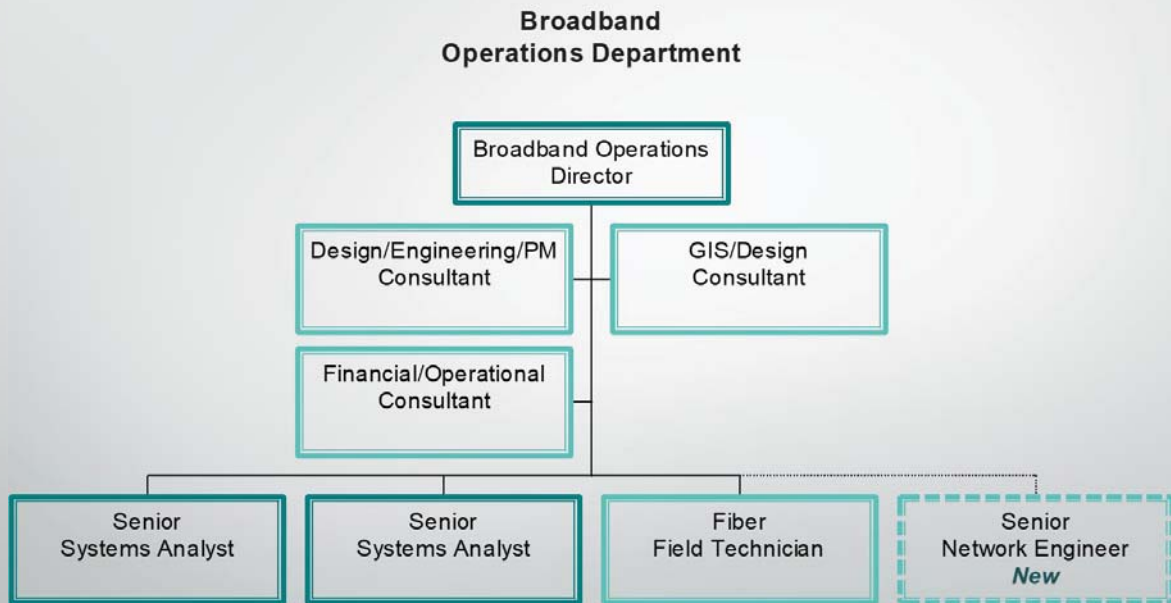 Broadband
Operations Department
Broadband Operations
Director
Design/Engineering/PM
Consultant
GIS/Design
Consultant
Financial/Operational
Consultant
Senior
Systems Analyst
Senior
Systems Analyst
Fiber
Field Technician
Senior
Network Engineer
New